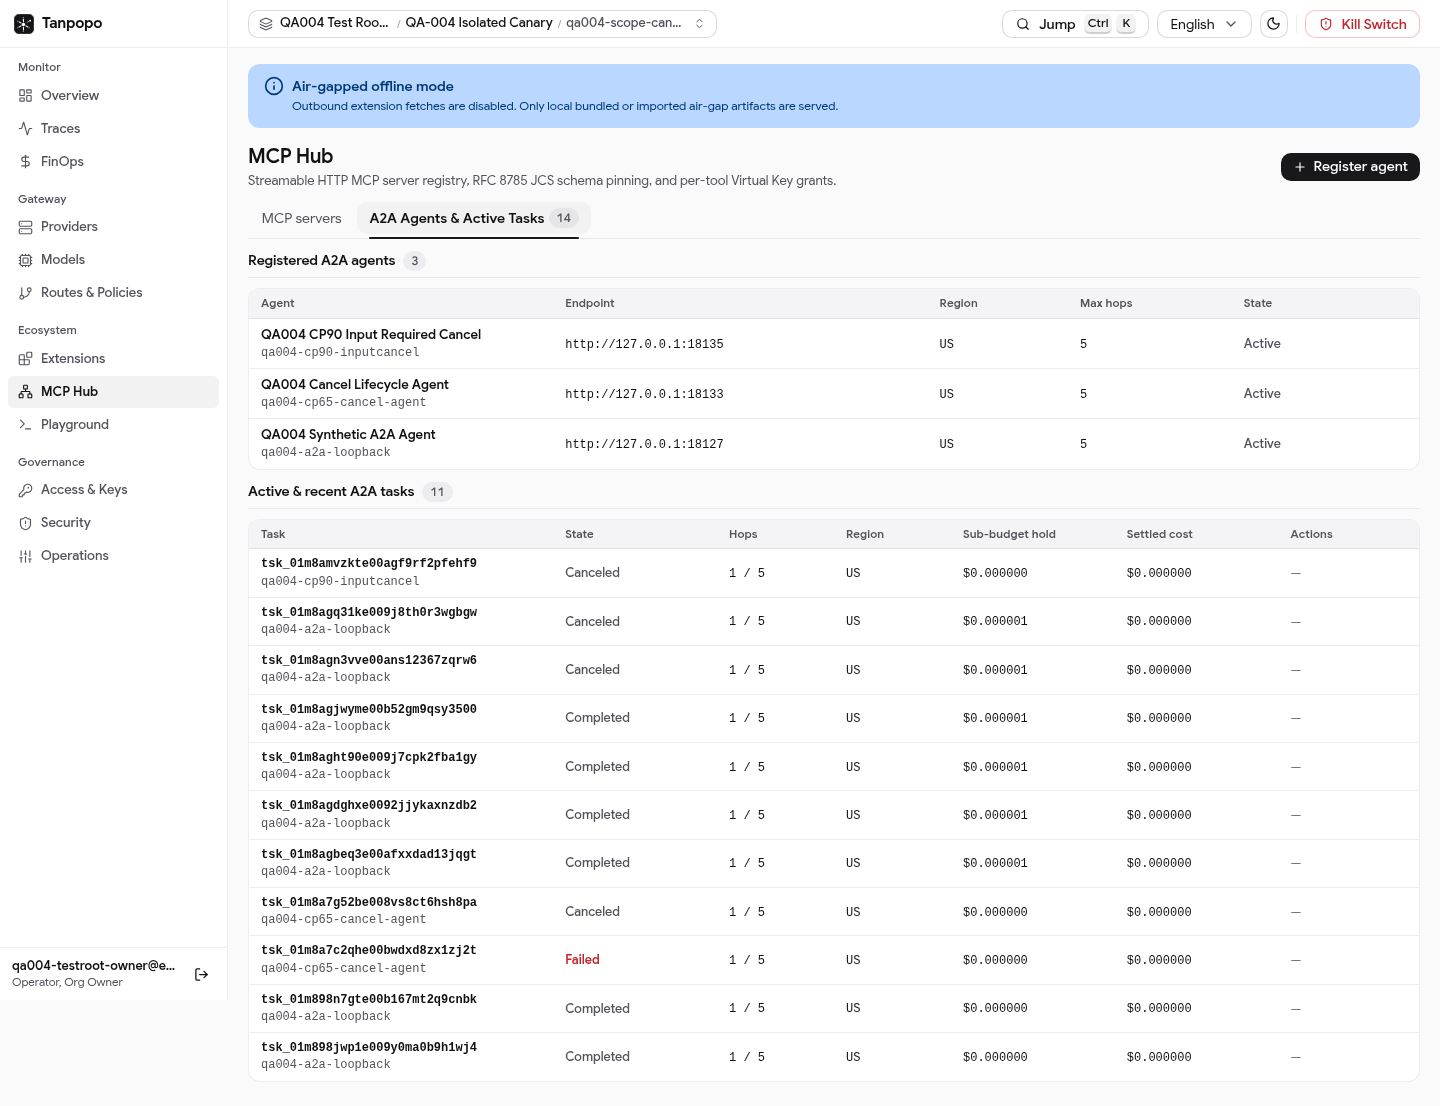 Tanpopo
QA004 Test Roo... / QA-004 Isolated Canary / qa004-scope-can...
Jump Ctrl K
English
Kill Switch
Monitor
Overview
Traces
FinOps
Gateway
Providers
Models
Routes & Policies
Ecosystem
Extensions
MCP Hub
Playground
Governance
Access & Keys
Security
Operations
qa004-testroot-owner@e...
Operator, Org Owner
Air-gapped offline mode
Outbound extension fetches are disabled. Only local bundled or imported air-gap artifacts are served.
MCP Hub
Streamable HTTP MCP server registry, RFC 8785 JCS schema pinning, and per-tool Virtual Key grants.
Register agent
MCP servers
A2A Agents & Active Tasks 14
Registered A2A agents 3
Agent Endpoint Region Max hops State
QA004 CP90 Input Required Cancel
qa004-cp90-inputcancel
http://127.0.0.1:18135 US 5 Active
QA004 Cancel Lifecycle Agent
qa004-cp65-cancel-agent
http://127.0.0.1:18133 US 5 Active
QA004 Synthetic A2A Agent
qa004-a2a-loopback
http://127.0.0.1:18127 US 5 Active
Active & recent A2A tasks 11
Task State Hops Region Sub-budget hold Settled cost Actions
tsk_01m8amvzkte00agf9rf2pfehf9
qa004-cp90-inputcancel
Canceled 1 / 5 US $0.000000 $0.000000 —
tsk_01m8agq31ke009j8th0r3wgbgw
qa004-a2a-loopback
Canceled 1 / 5 US $0.000001 $0.000000 —
tsk_01m8agn3vve00ans12367zqrw6
qa004-a2a-loopback
Canceled 1 / 5 US $0.000001 $0.000000 —
tsk_01m8agjwyme00b52gm9qsy3500
qa004-a2a-loopback
Completed 1 / 5 US $0.000001 $0.000000 —
tsk_01m8aght90e009j7cpk2fba1gy
qa004-a2a-loopback
Completed 1 / 5 US $0.000001 $0.000000 —
tsk_01m8agdghxe0092jjykaxnzdb2
qa004-a2a-loopback
Completed 1 / 5 US $0.000001 $0.000000 —
tsk_01m8agbeq3e00afxxdad13jqgt
qa004-a2a-loopback
Completed 1 / 5 US $0.000001 $0.000000 —
tsk_01m8a7g52be008vs8ct6hsh8pa
qa004-cp65-cancel-agent
Canceled 1 / 5 US $0.000000 $0.000000 —
tsk_01m8a7c2qhe00bwdxd8zx1zj2t
qa004-cp65-cancel-agent
Failed 1 / 5 US $0.000000 $0.000000 —
tsk_01m898n7gte00b167mt2q9cnbk
qa004-a2a-loopback
Completed 1 / 5 US $0.000000 $0.000000 —
tsk_01m898jwp1e009y0ma0b9h1wj4
qa004-a2a-loopback
Completed 1 / 5 US $0.000000 $0.000000 —